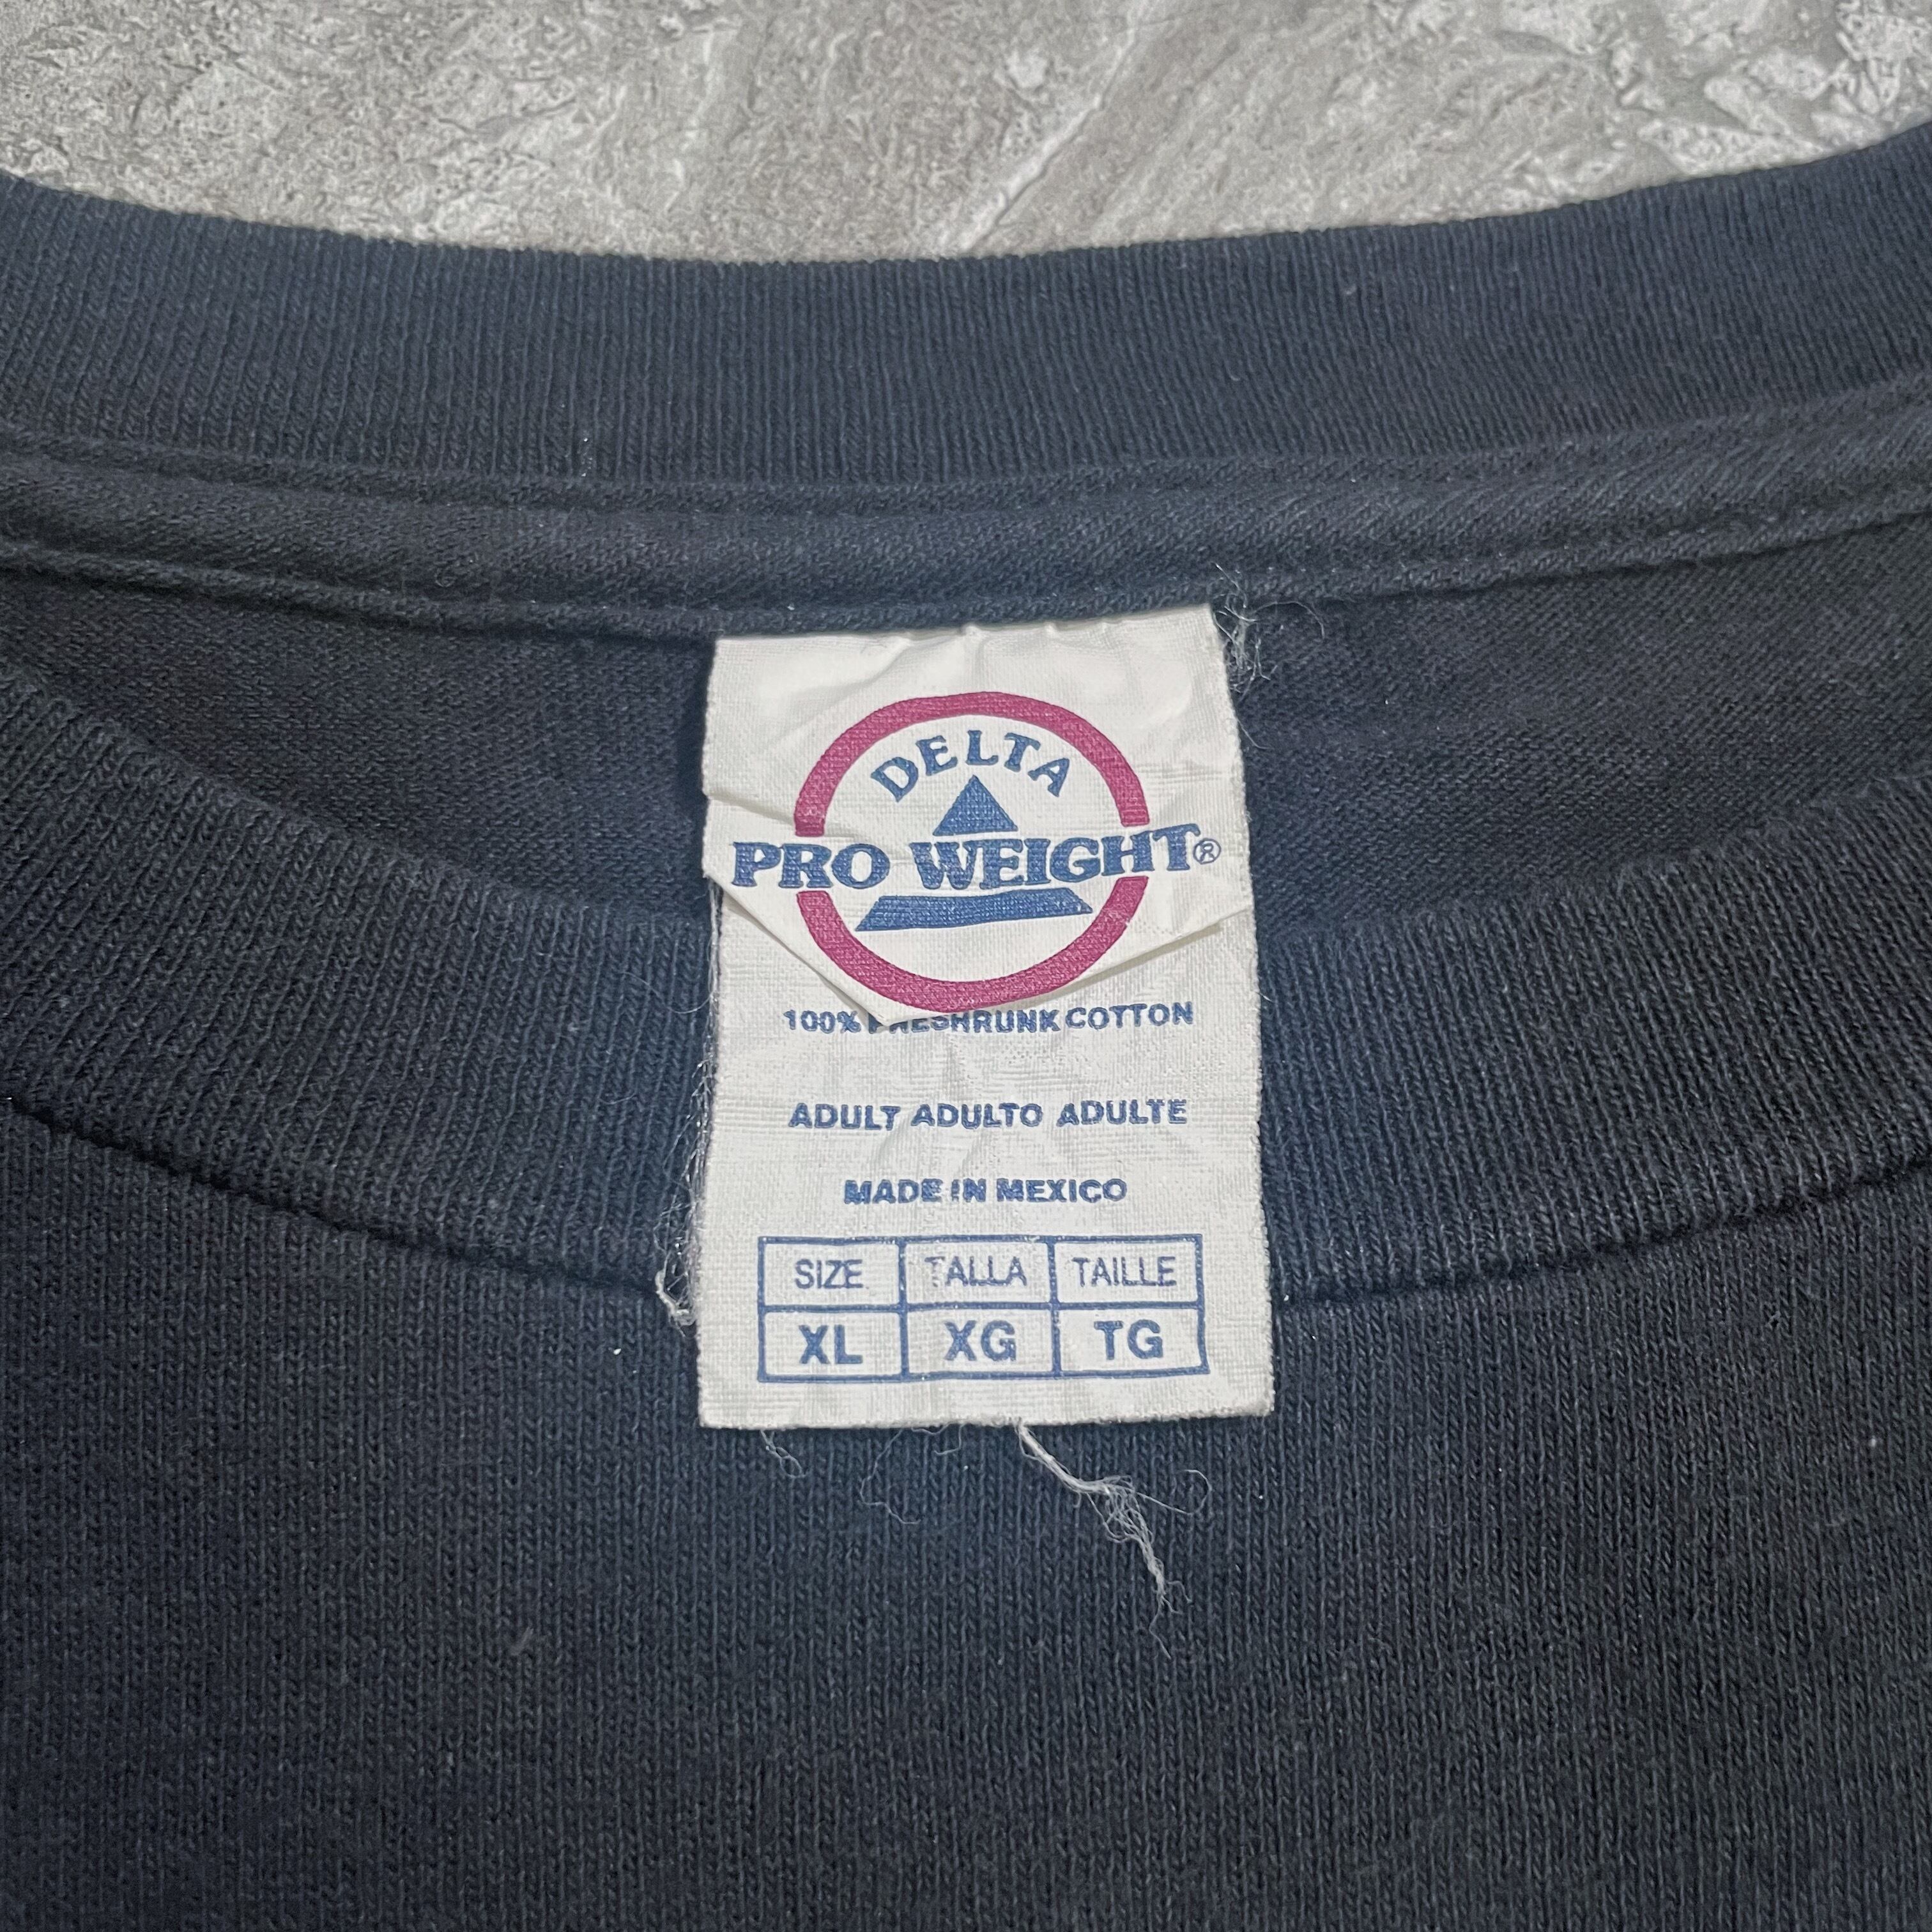 DELTA
PRO WEIGHT®
100% PRESHRUNK COTTON
ADULT ADULTO ADULTE
MADE IN MEXICO
SIZE TALLA TAILLE
XL XG TG